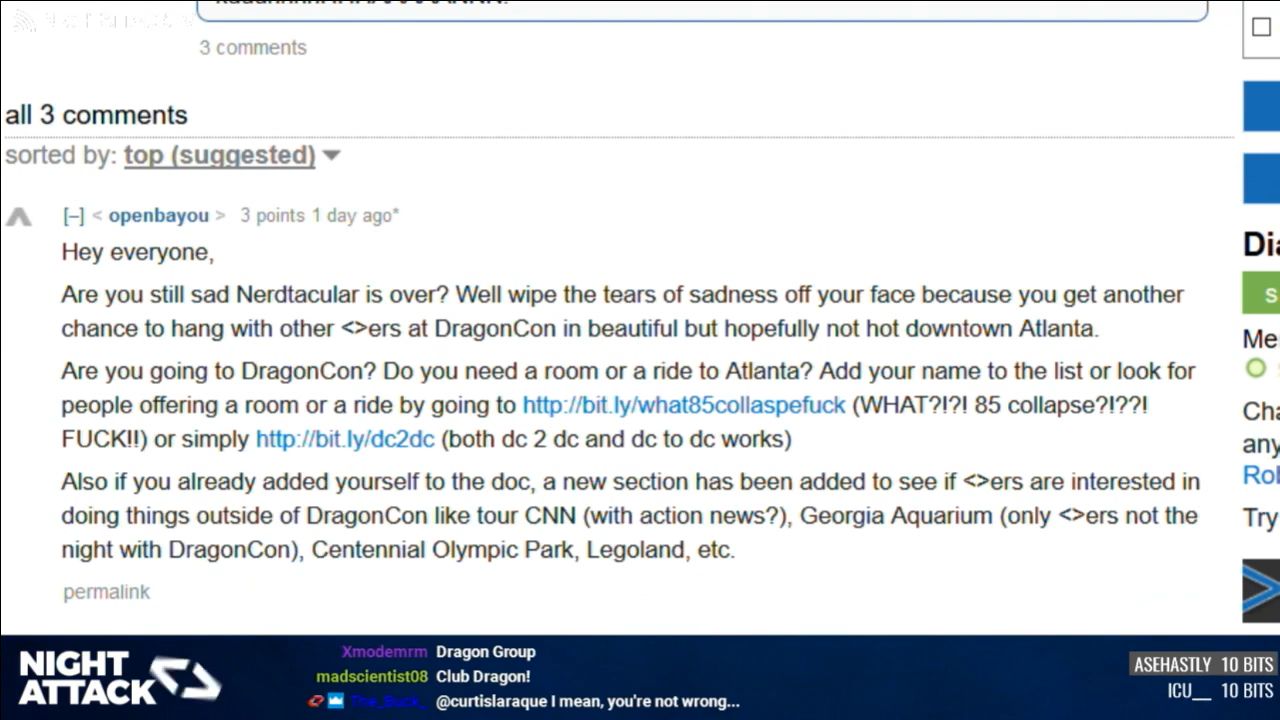 3 comments
all 3 comments
sorted by: top (suggested)
[–] < openbayou > 3 points 1 day ago*
Hey everyone,
Are you still sad Nerdtacular is over? Well wipe the tears of sadness off your face because you get another
chance to hang with other <>ers at DragonCon in beautiful but hopefully not hot downtown Atlanta.
Are you going to DragonCon? Do you need a room or a ride to Atlanta? Add your name to the list or look for
people offering a room or a ride by going to http://bit.ly/what85collaspefuck (WHAT?!?! 85 collapse?!??!
FUCK!!) or simply http://bit.ly/dc2dc (both dc 2 dc and dc to dc works)
Also if you already added yourself to the doc, a new section has been added to see if <>ers are interested in
doing things outside of DragonCon like tour CNN (with action news?), Georgia Aquarium (only <>ers not the
night with DragonCon), Centennial Olympic Park, Legoland, etc.
permalink
Dia
s
Me
Cha
any
Rob
Try
NIGHT
ATTACK
Xmodemrm Dragon Group
madscientist08 Club Dragon!
The_Buck_ @curtislaraque I mean, you're not wrong...
ASEHASTLY 10 BITS
ICU__ 10 BITS